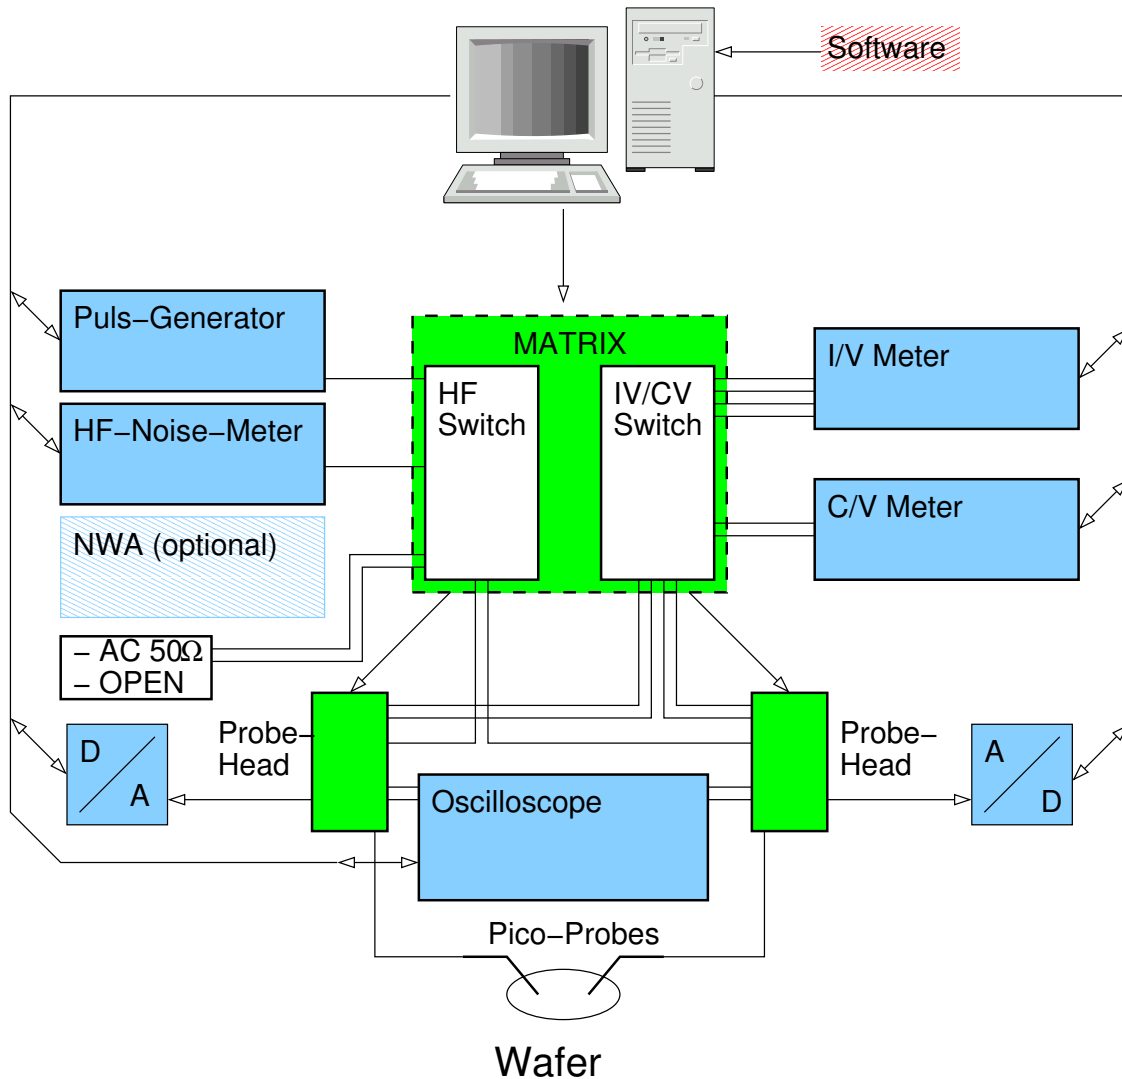 Software
Puls−Generator
MATRIX
I/V Meter
HF
Switch
IV/CV
Switch
HF−Noise−Meter
C/V Meter
NWA (optional)
− AC 50Ω
− OPEN
Probe−
Head
Probe−
Head
D
A
A
D
Oscilloscope
Pico−Probes
Wafer